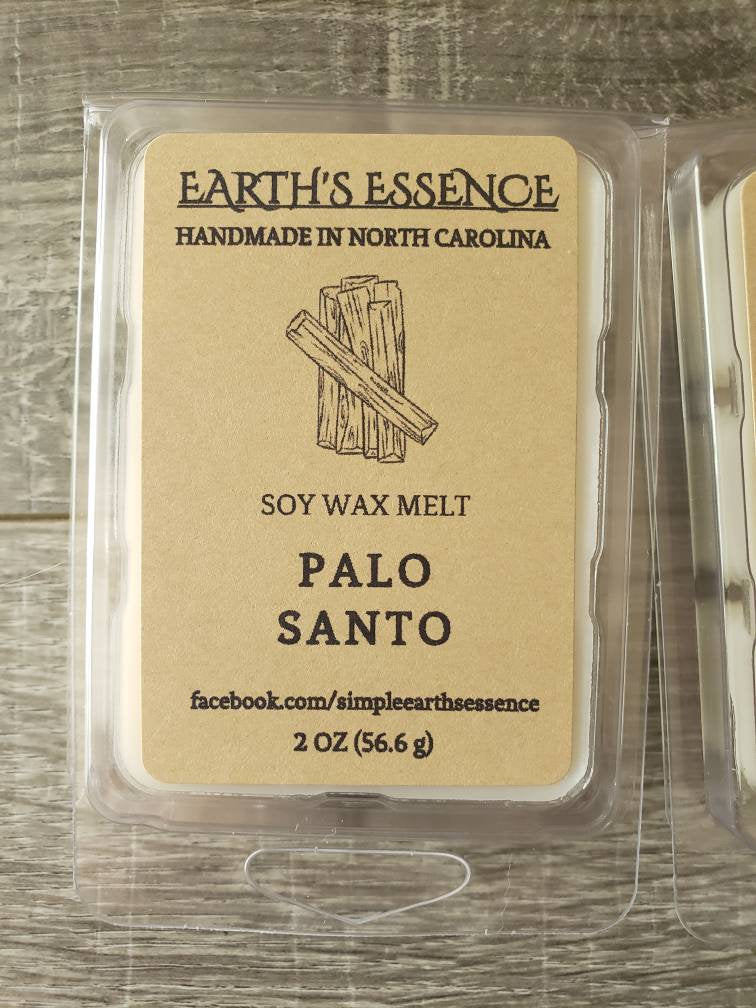 EARTH'S ESSENCE
HANDMADE IN NORTH CAROLINA
SOY WAX MELT
PALO
SANTO
facebook.com/simpleearthsessence
2 OZ (56.6 g)